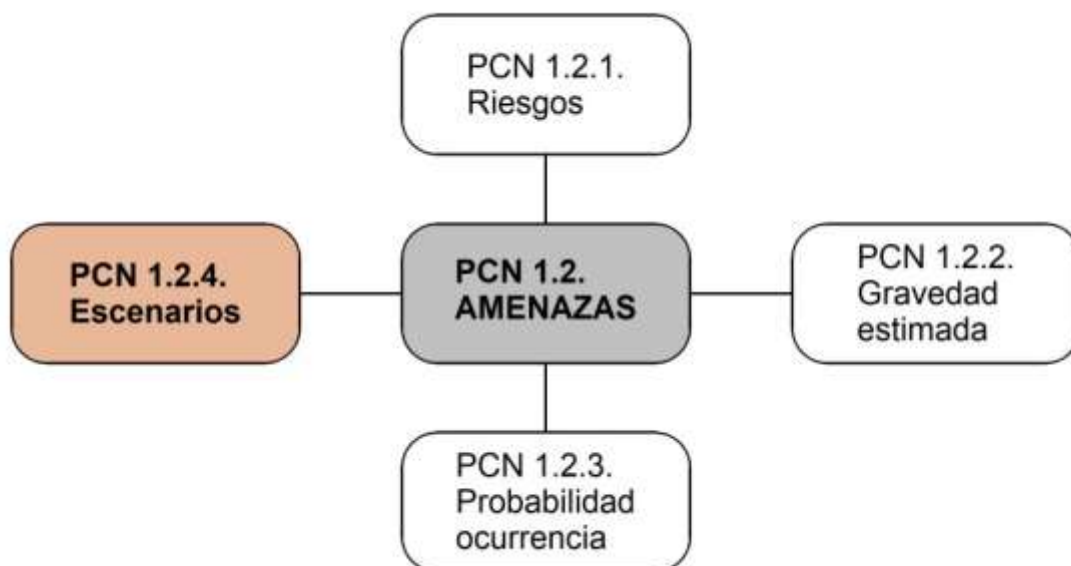 PCN 1.2.1.
Riesgos
PCN 1.2.4.
Escenarios
PCN 1.2.
AMENAZAS
PCN 1.2.2.
Gravedad
estimada
PCN 1.2.3.
Probabilidad
ocurrencia